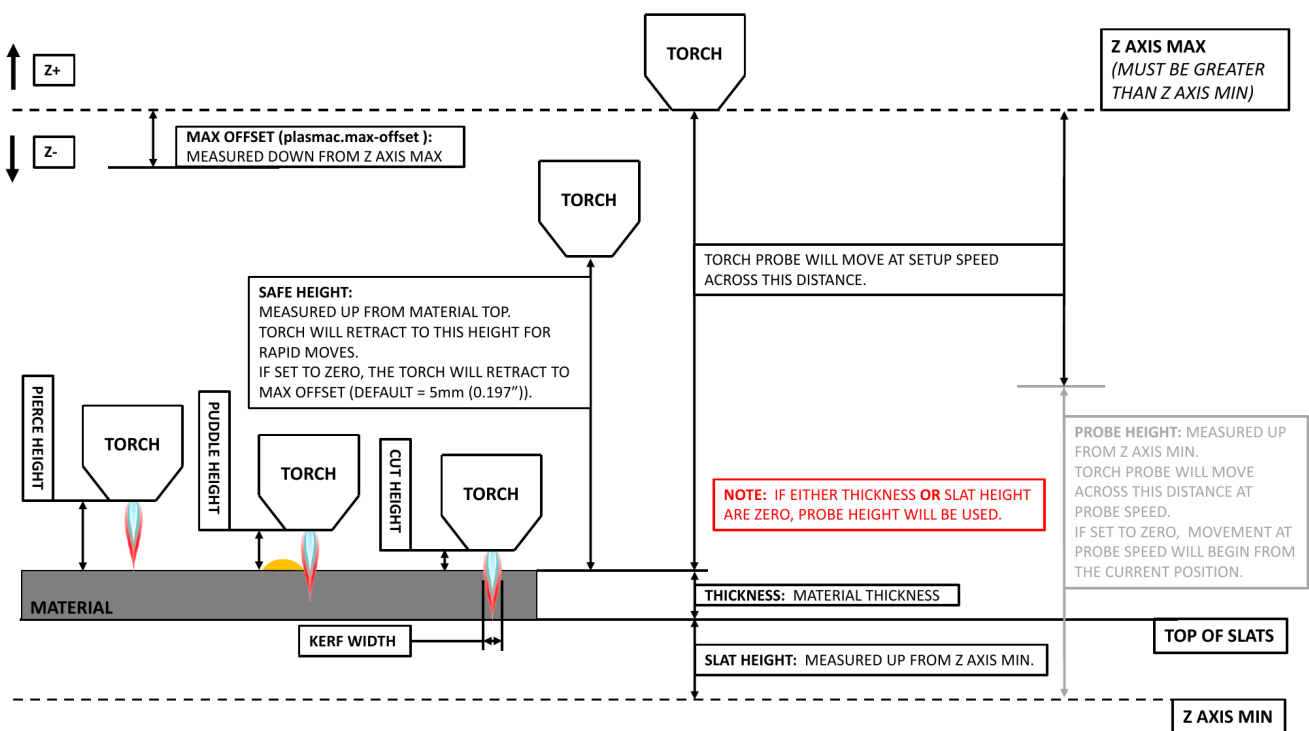 TORCH
Z AXIS MAX
(MUST BE GREATER
THAN Z AXIS MIN)
Z+
MAX OFFSET (plasmac.max-offset ):
MEASURED DOWN FROM Z AXIS MAX
Z-
TORCH
TORCH PROBE WILL MOVE AT SETUP SPEED
ACROSS THIS DISTANCE.
SAFE HEIGHT:
MEASURED UP FROM MATERIAL TOP.
TORCH WILL RETRACT TO THIS HEIGHT FOR
RAPID MOVES.
IF SET TO ZERO, THE TORCH WILL RETRACT TO
MAX OFFSET (DEFAULT = 5mm (0.197”)).
PIERCE HEIGHT
TORCH
PUDDLE HEIGHT
TORCH
CUT HEIGHT
TORCH
NOTE: IF EITHER THICKNESS OR SLAT HEIGHT
ARE ZERO, PROBE HEIGHT WILL BE USED.
PROBE HEIGHT: MEASURED UP
FROM Z AXIS MIN.
TORCH PROBE WILL MOVE
ACROSS THIS DISTANCE AT
PROBE SPEED.
IF SET TO ZERO, MOVEMENT AT
PROBE SPEED WILL BEGIN FROM
THE CURRENT POSITION.
MATERIAL
THICKNESS: MATERIAL THICKNESS
KERF WIDTH
TOP OF SLATS
SLAT HEIGHT: MEASURED UP FROM Z AXIS MIN.
Z AXIS MIN